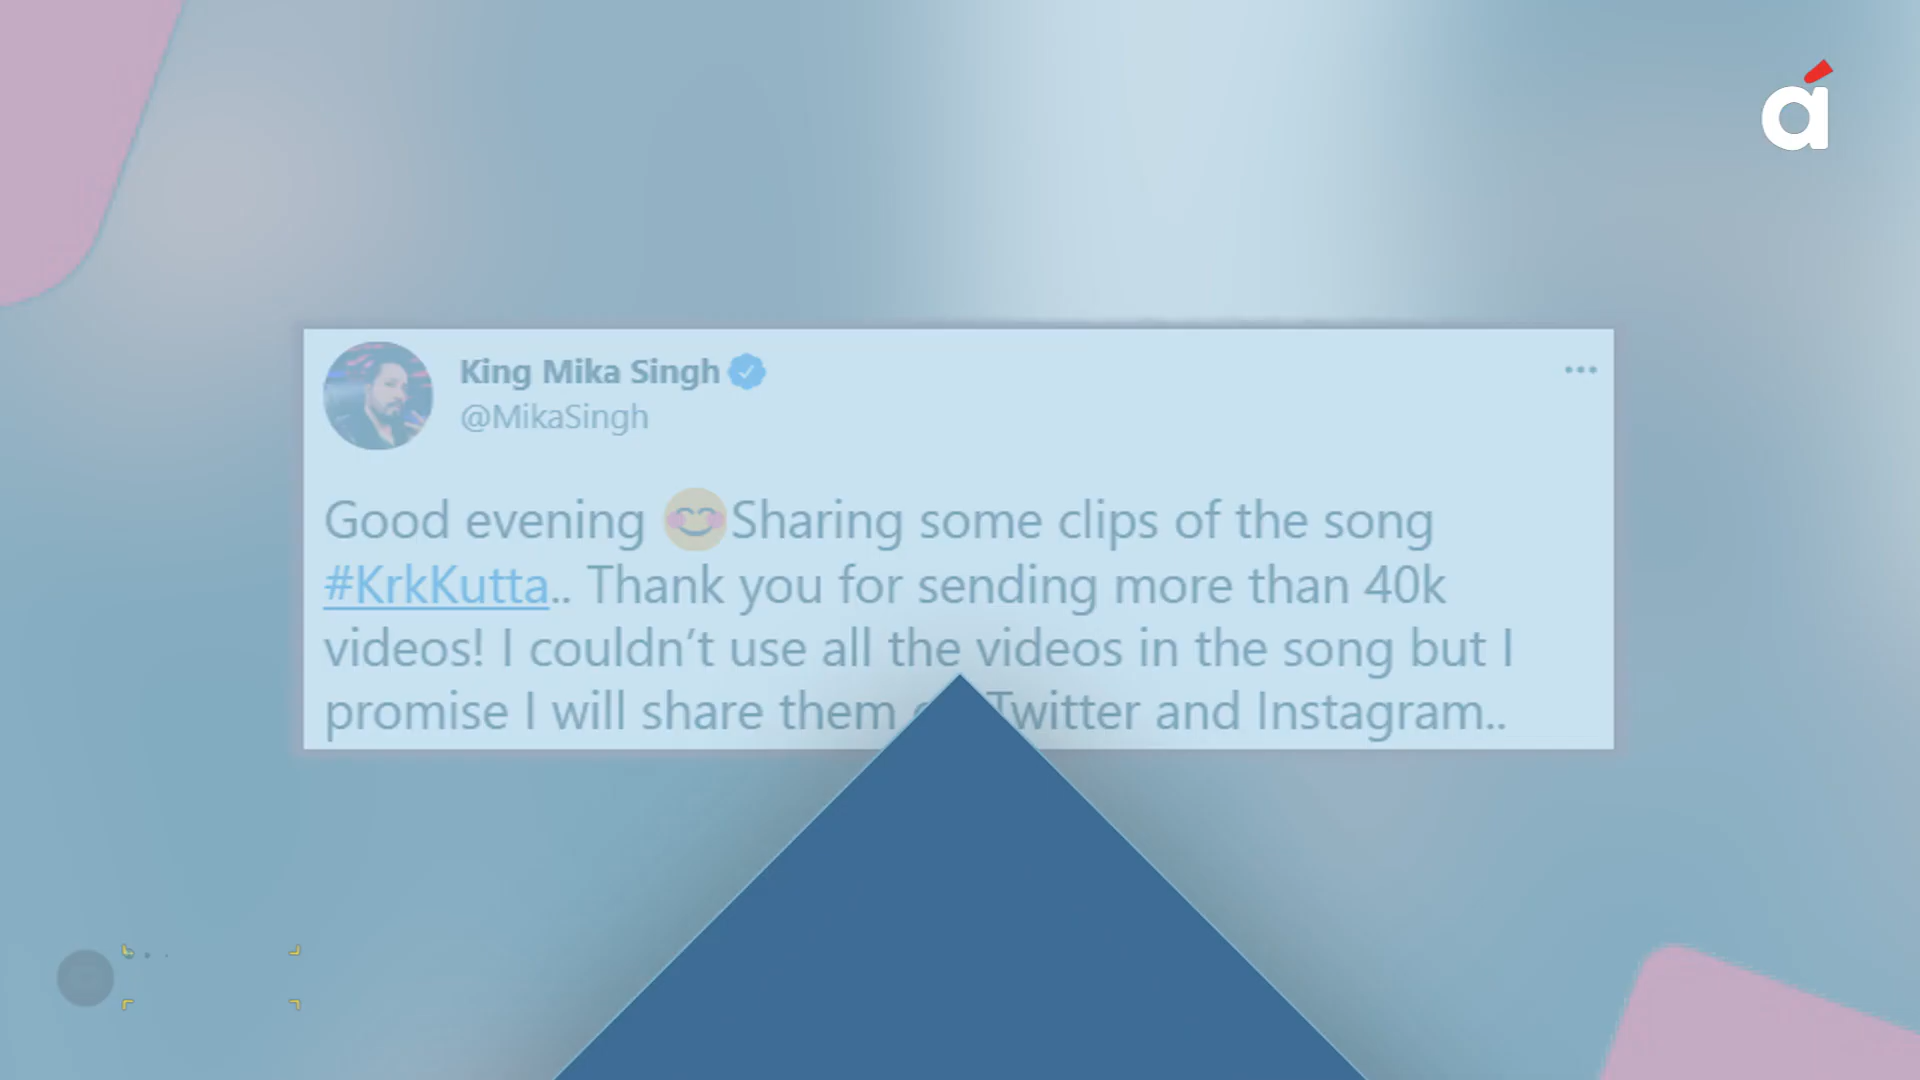 á
King Mika Singh
@MikaSingh
Good evening 😊Sharing some clips of the song
#KrkKutta.. Thank you for sending more than 40k
videos! I couldn’t use all the videos in the song but I
promise I will share them Twitter and Instagram..